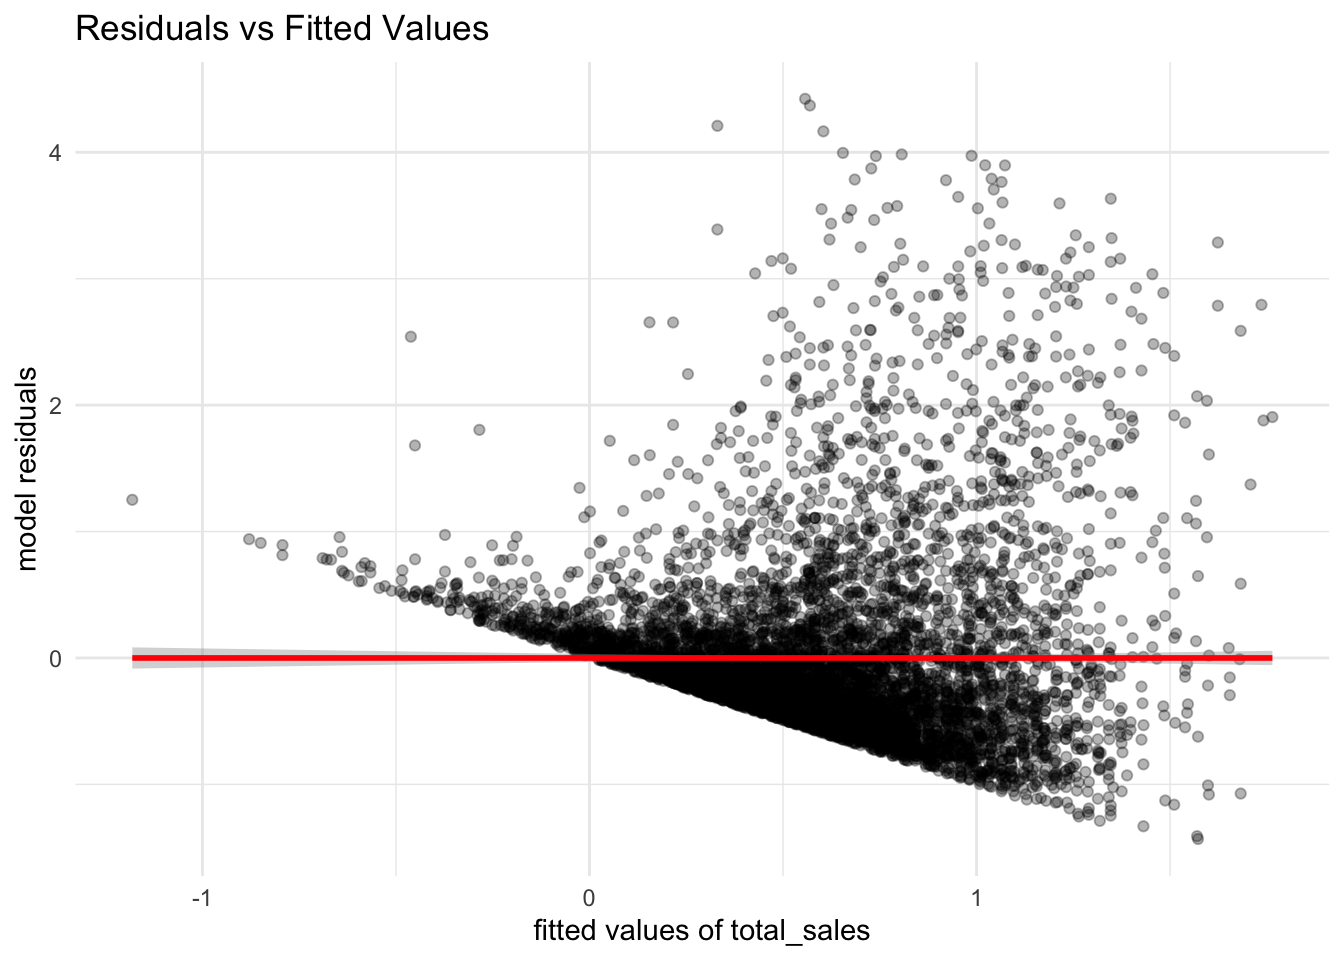 Residuals vs Fitted Values
4
2
0
model residuals
-1
0
1
fitted values of total_sales